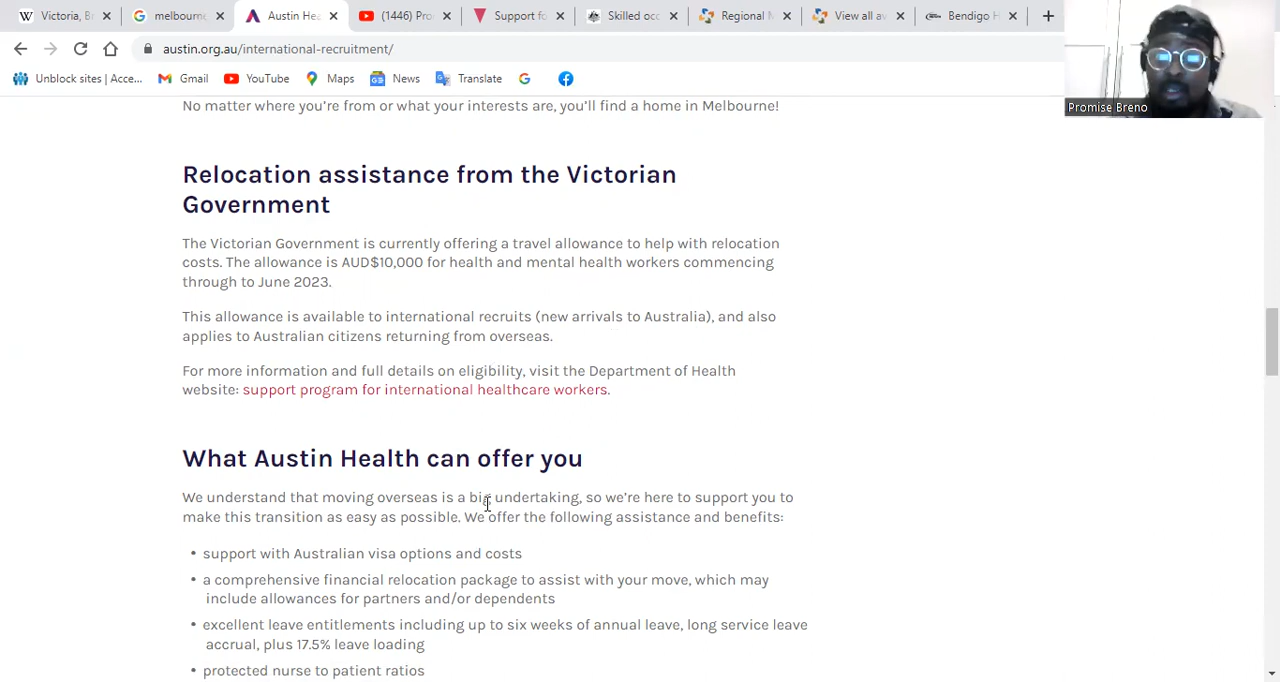 Victoria, B
melbourne
Austin Hea
(1446) Pro
Support fo
Skilled occ
Regional M
View all av
Bendigo H
austin.org.au/international-recruitment/
Unblock sites | Acce...
Gmail
YouTube
Maps
News
Translate
Promise Breno
No matter where you're from or what your interests are, you'll find a home in Melbourne!
Relocation assistance from the Victorian
Government
The Victorian Government is currently offering a travel allowance to help with relocation
costs. The allowance is AUD$10,000 for health and mental health workers commencing
through to June 2023.
This allowance is available to international recruits (new arrivals to Australia), and also
applies to Australian citizens returning from overseas.
For more information and full details on eligibility, visit the Department of Health
website: support program for international healthcare workers.
What Austin Health can offer you
We understand that moving overseas is a big undertaking, so we're here to support you to
make this transition as easy as possible. We offer the following assistance and benefits:
• support with Australian visa options and costs
• a comprehensive financial relocation package to assist with your move, which may
include allowances for partners and/or dependents
• excellent leave entitlements including up to six weeks of annual leave, long service leave
accrual, plus 17.5% leave loading
• protected nurse to patient ratios